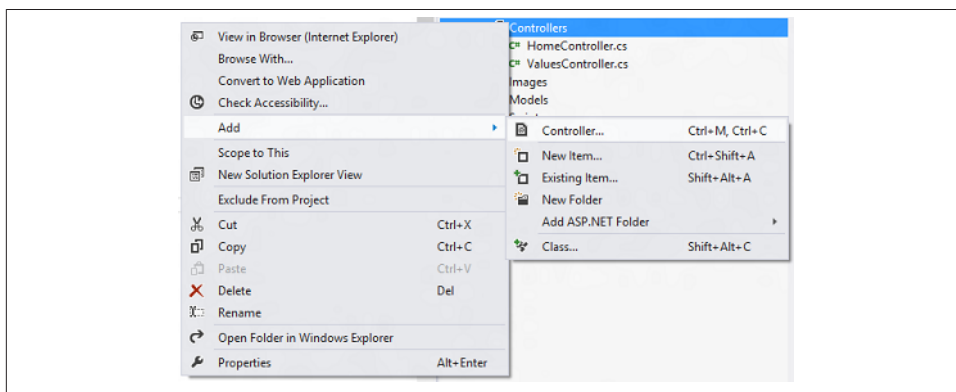 Controllers
C# HomeController.cs
C# ValuesController.cs
Images
Models
View in Browser (Internet Explorer)
Browse With...
Convert to Web Application
Check Accessibility...
Add
Scope to This
New Solution Explorer View
Exclude From Project
Cut Ctrl+X
Copy Ctrl+C
Paste Ctrl+V
Delete Del
Rename
Open Folder in Windows Explorer
Properties Alt+Enter
Controller... Ctrl+M, Ctrl+C
New Item... Ctrl+Shift+A
Existing Item... Shift+Alt+A
New Folder
Add ASP.NET Folder
Class... Shift+Alt+C